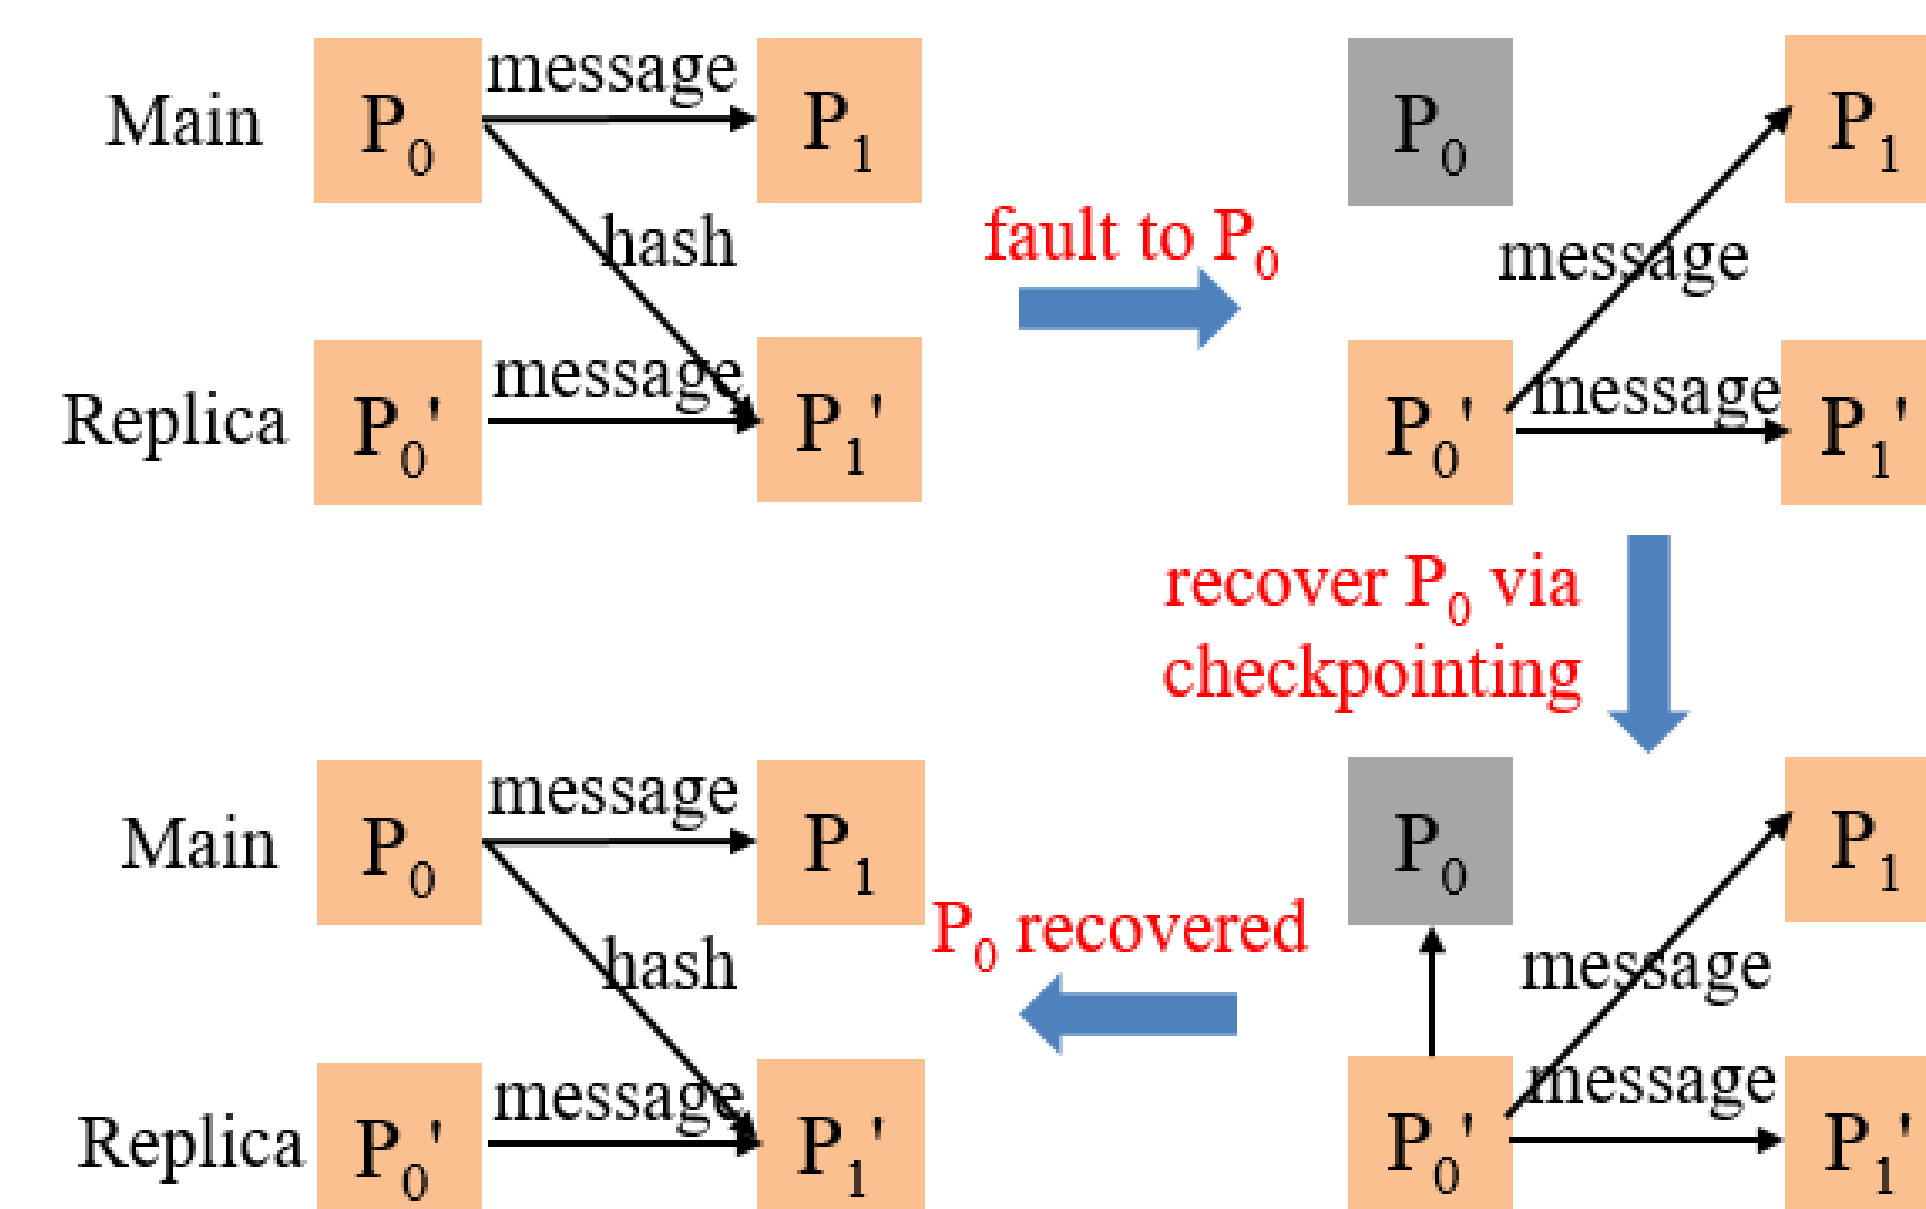 Main P₀ message P₁
hash
Replica P₀' message P₁'
fault to P₀
P₀ P₁
message
P₀' message P₁'
recover P₀ via
checkpointing
P₀ P₁
message
P₀' message P₁'
P₀ recovered
Main P₀ message P₁
hash
Replica P₀' message P₁'